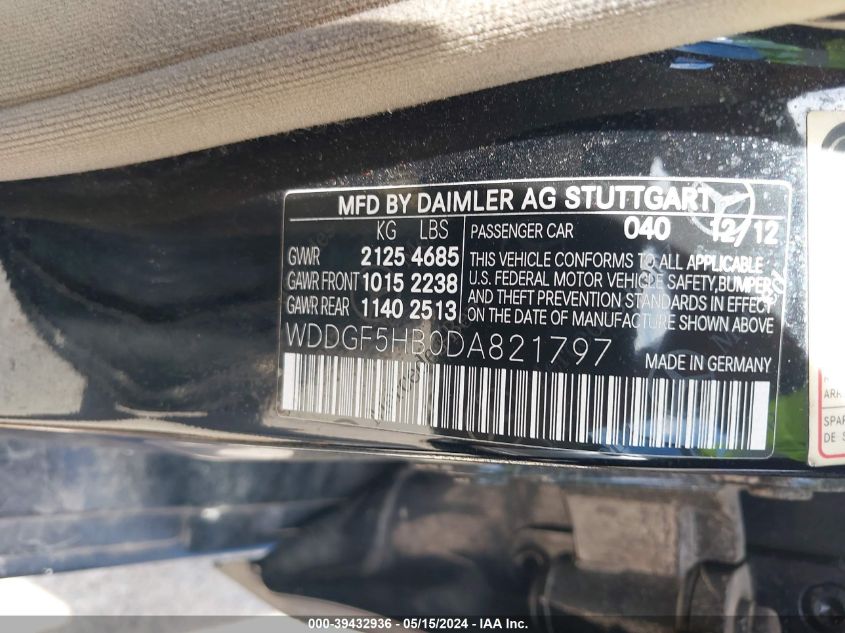 MFD BY DAIMLER AG STUTTGART
KG LBS
GVWR 2125 4685
GAWR FRONT 1015 2238
GAWR REAR 1140 2513
PASSENGER CAR 040 12/12
THIS VEHICLE CONFORMS TO ALL APPLICABLE
U.S. FEDERAL MOTOR VEHICLE SAFETY,BUMPER
AND THEFT PREVENTION STANDARDS IN EFFECT
ON THE DATE OF MANUFACTURE SHOWN ABOVE
WDDGF5HB0DA821797
MADE IN GERMANY
ARR
SPAR
DE S
000-39432936 - 05/15/2024 - IAA Inc.